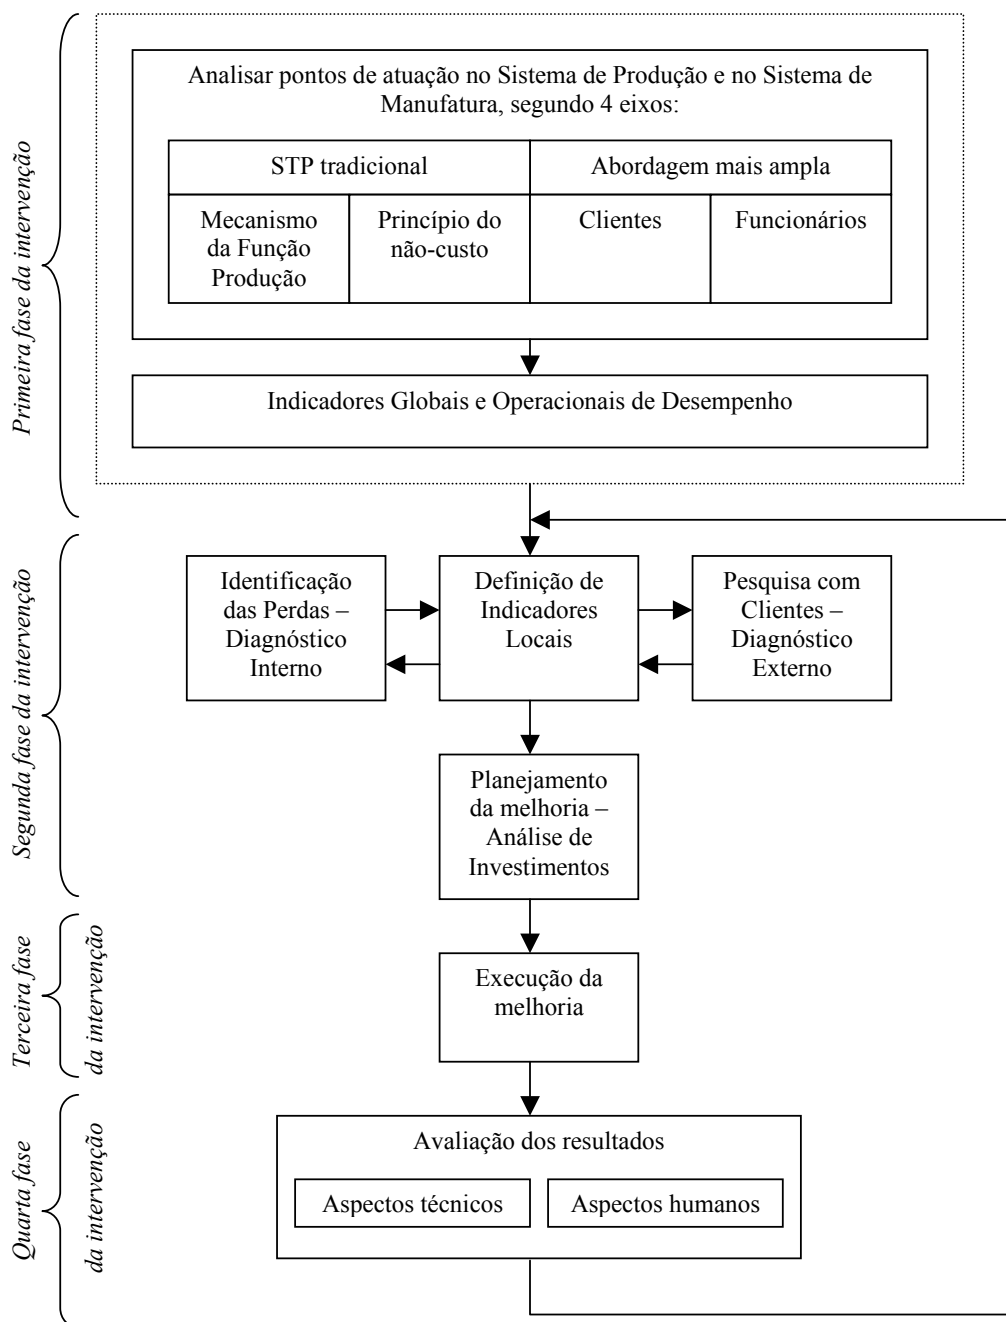 Primeira fase da intervenção
Analisar pontos de atuação no Sistema de Produção e no Sistema de
Manufatura, segundo 4 eixos:
STP tradicional
Abordagem mais ampla
Mecanismo
da Função
Produção
Princípio do
não-custo
Clientes
Funcionários
Indicadores Globais e Operacionais de Desempenho
Segunda fase da intervenção
Identificação
das Perdas –
Diagnóstico
Interno
Definição de
Indicadores
Locais
Pesquisa com
Clientes –
Diagnóstico
Externo
Planejamento
da melhoria –
Análise de
Investimentos
Terceira fase
da intervenção
Execução da
melhoria
Quarta fase
da intervenção
Avaliação dos resultados
Aspectos técnicos
Aspectos humanos